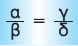 α/β = γ/δ